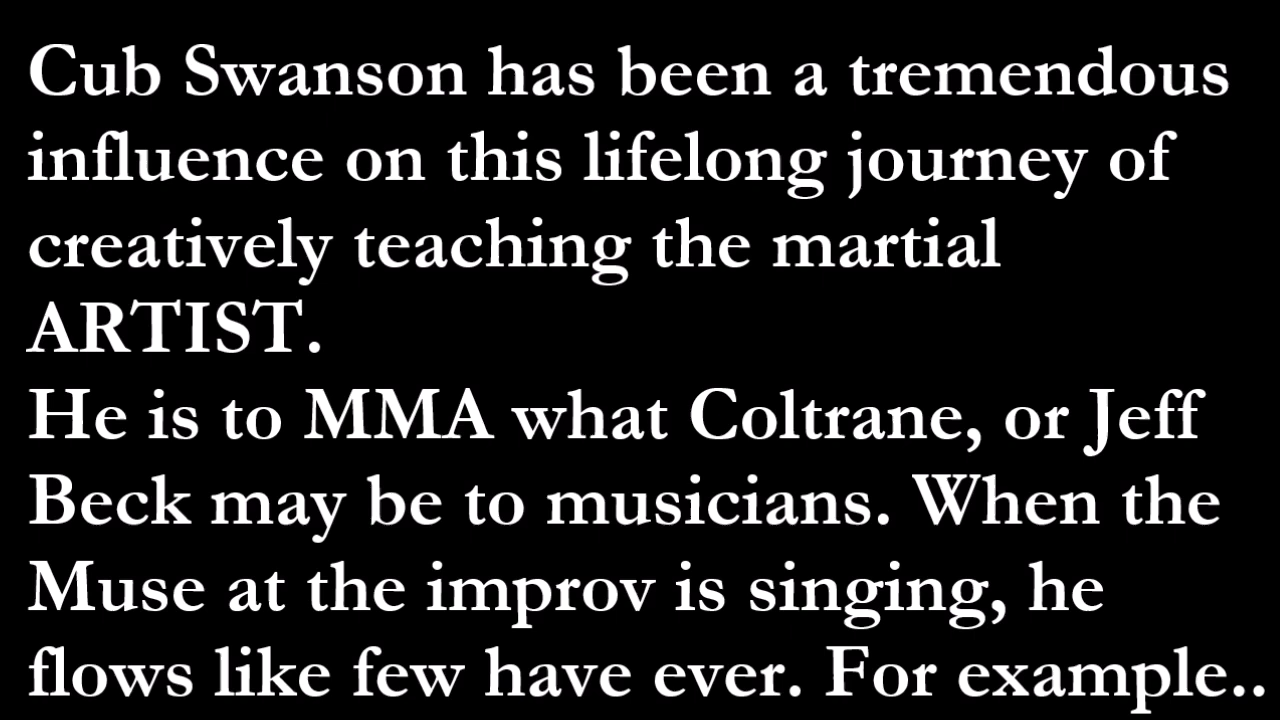 Cub Swanson has been a tremendous
influence on this lifelong journey of
creatively teaching the martial
ARTIST.
He is to MMA what Coltrane, or Jeff
Beck may be to musicians. When the
Muse at the improv is singing, he
flows like few have ever. For example..